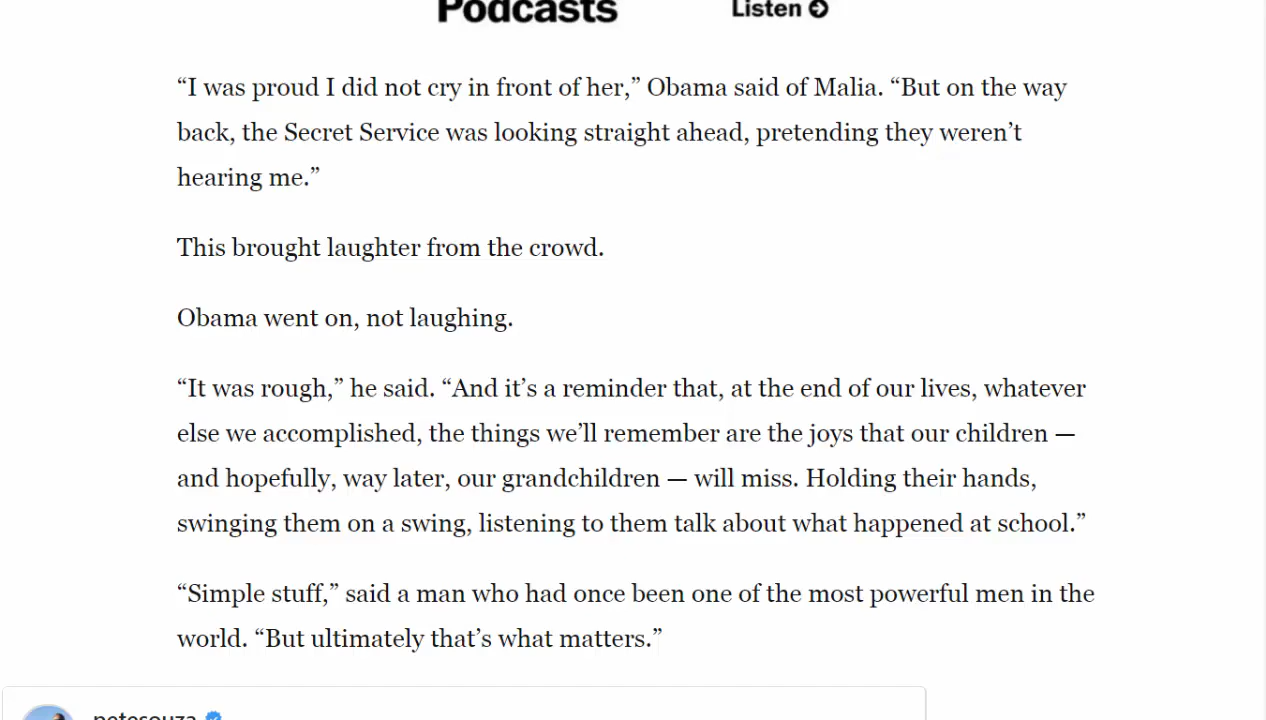 Podcasts
Listen
“I was proud I did not cry in front of her,” Obama said of Malia. “But on the way
back, the Secret Service was looking straight ahead, pretending they weren’t
hearing me.”
This brought laughter from the crowd.
Obama went on, not laughing.
“It was rough,” he said. “And it’s a reminder that, at the end of our lives, whatever
else we accomplished, the things we’ll remember are the joys that our children —
and hopefully, way later, our grandchildren — will miss. Holding their hands,
swinging them on a swing, listening to them talk about what happened at school.”
“Simple stuff,” said a man who had once been one of the most powerful men in the
world. “But ultimately that’s what matters.”
petesouza